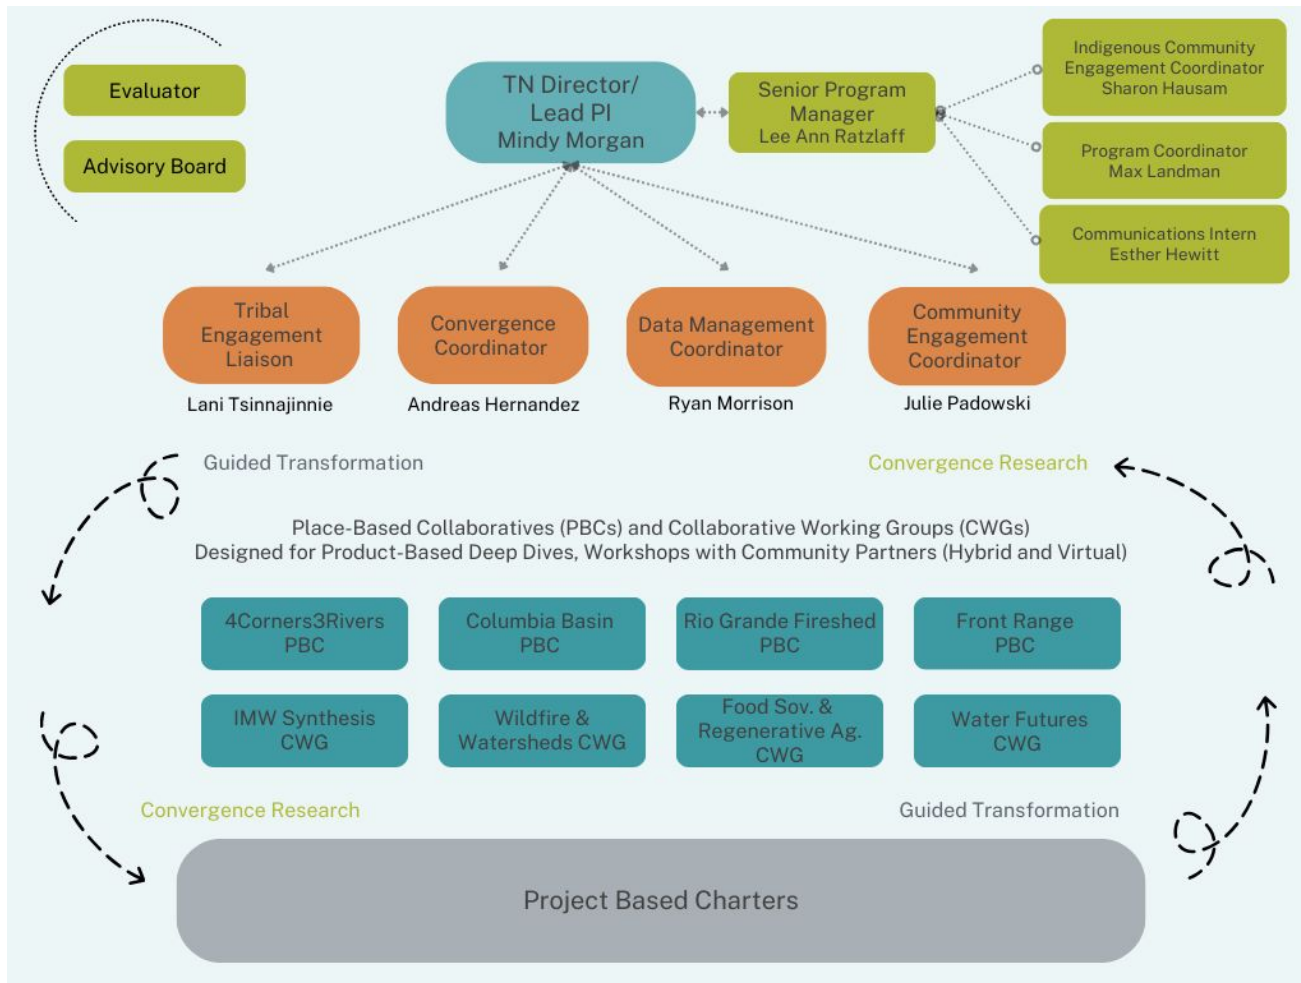 Evaluator
Advisory Board
TN Director/
Lead PI
Mindy Morgan
Senior Program
Manager
Lee Ann Ratzlaff
Indigenous Community
Engagement Coordinator
Sharon Hausam
Program Coordinator
Max Landman
Communications Intern
Esther Hewitt
Tribal
Engagement
Liaison
Lani Tsinnajinnie
Convergence
Coordinator
Andreas Hernandez
Data Management
Coordinator
Ryan Morrison
Community
Engagement
Coordinator
Julie Padowski
Guided Transformation
Convergence Research
Place-Based Collaboratives (PBCs) and Collaborative Working Groups (CWGs)
Designed for Product-Based Deep Dives, Workshops with Community Partners (Hybrid and Virtual)
4Corners3Rivers
PBC
Columbia Basin
PBC
Rio Grande Fireshed
PBC
Front Range
PBC
IMW Synthesis
CWG
Wildfire &
Watersheds CWG
Food Sov. &
Regenerative Ag.
CWG
Water Futures
CWG
Convergence Research
Guided Transformation
Project Based Charters